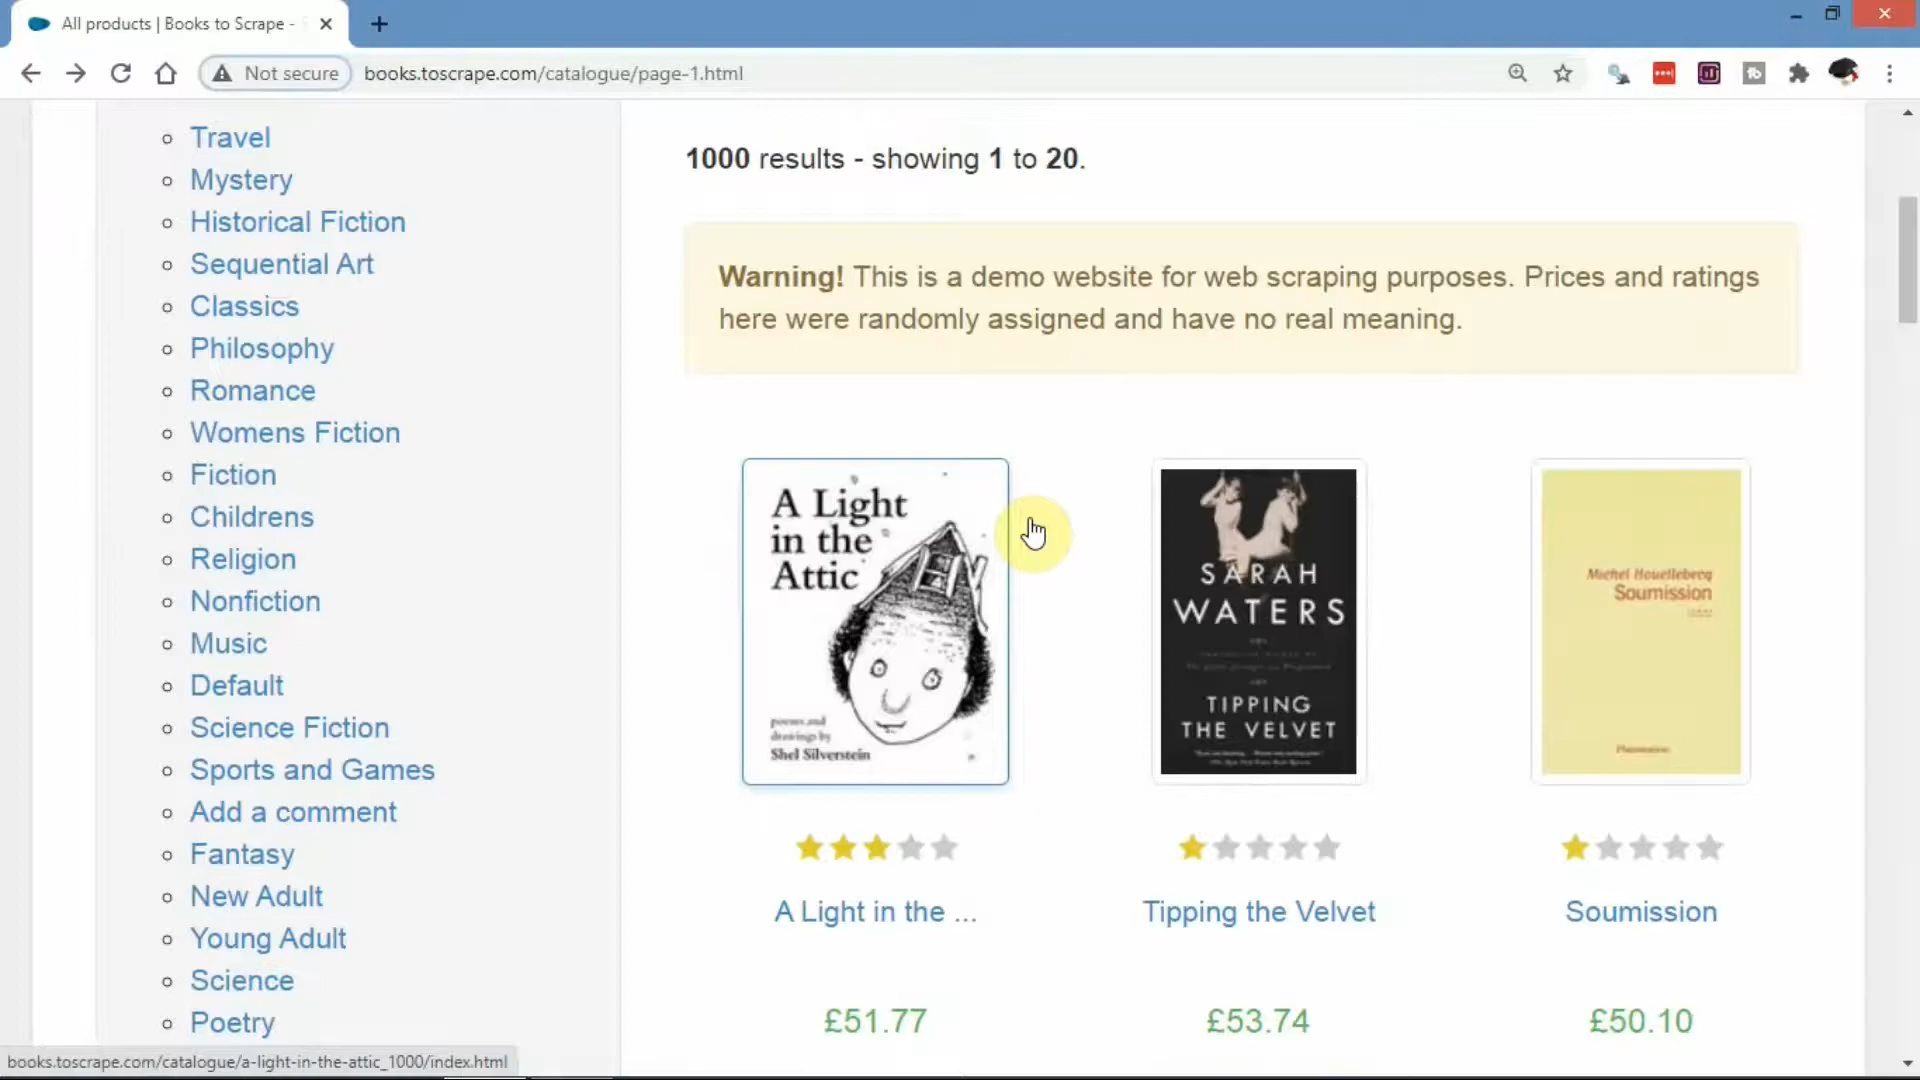 All products | Books to Scrape -
Not secure
books.toscrape.com/catalogue/page-1.html
Travel
Mystery
Historical Fiction
Sequential Art
Classics
Philosophy
Romance
Womens Fiction
Fiction
Childrens
Religion
Nonfiction
Music
Default
Science Fiction
Sports and Games
Add a comment
Fantasy
New Adult
Young Adult
Science
Poetry
1000 results - showing 1 to 20.
Warning! This is a demo website for web scraping purposes. Prices and ratings
here were randomly assigned and have no real meaning.
A Light
in the
Attic
poems and
drawings by
Shel Silverstein
SARAH
WATERS
TIPPING
THE VELVET
Michel Houellebecq
Soumission
Flammarion
A Light in the ...
Tipping the Velvet
Soumission
£51.77
£53.74
£50.10
books.toscrape.com/catalogue/a-light-in-the-attic_1000/index.html